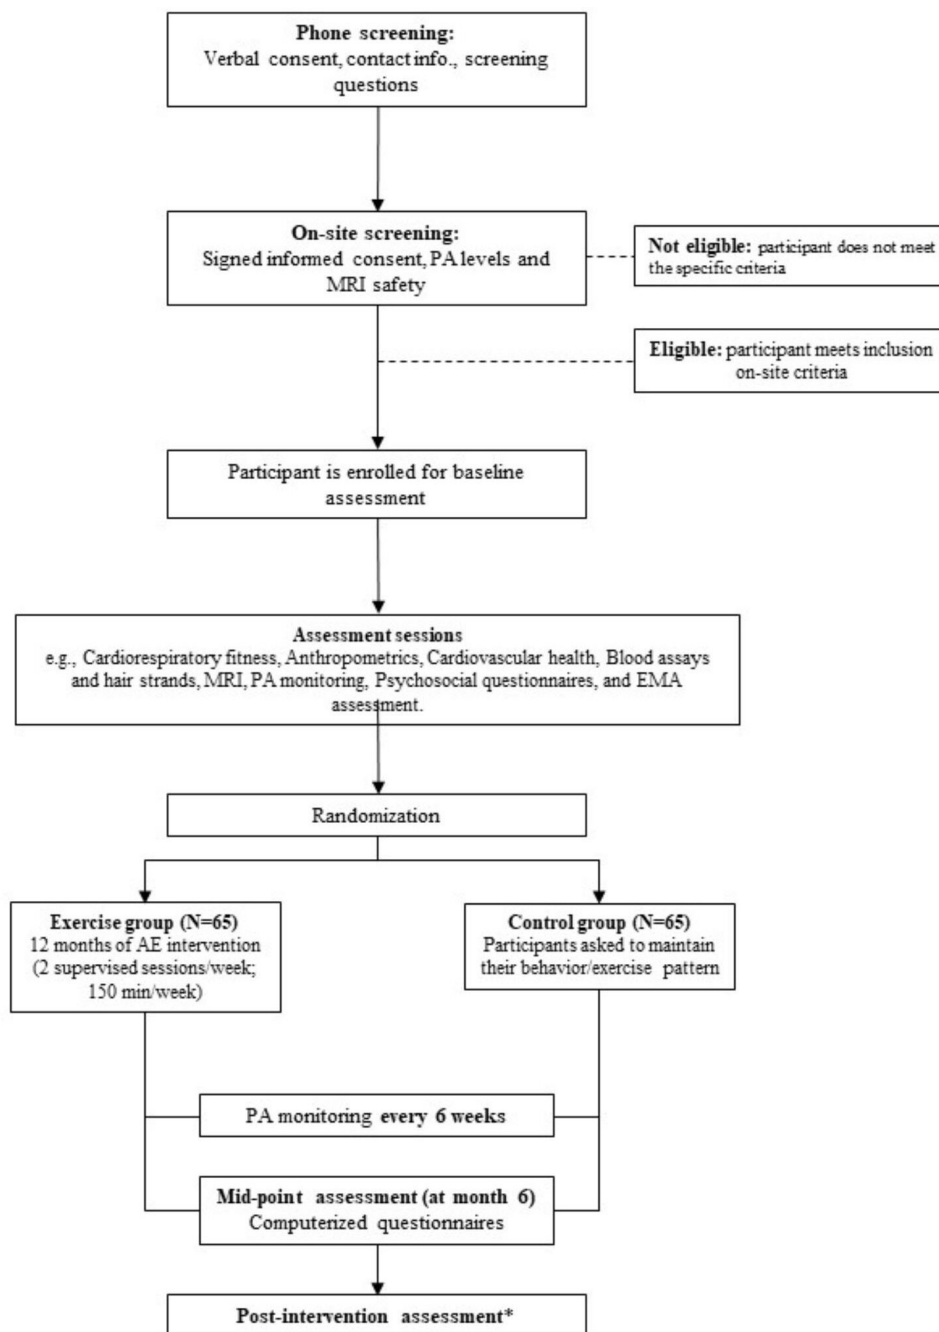 Phone screening:
Verbal consent, contact info., screening
questions
On-site screening:
Signed informed consent, PA levels and
MRI safety
Not eligible: participant does not meet
the specific criteria
Eligible: participant meets inclusion
on-site criteria
Participant is enrolled for baseline
assessment
Assessment sessions
e.g., Cardiorespiratory fitness, Anthropometrics, Cardiovascular health, Blood assays
and hair strands, MRI, PA monitoring, Psychosocial questionnaires, and EMA
assessment.
Randomization
Exercise group (N=65)
12 months of AE intervention
(2 supervised sessions/week;
150 min/week)
Control group (N=65)
Participants asked to maintain
their behavior/exercise pattern
PA monitoring every 6 weeks
Mid-point assessment (at month 6)
Computerized questionnaires
Post-intervention assessment*